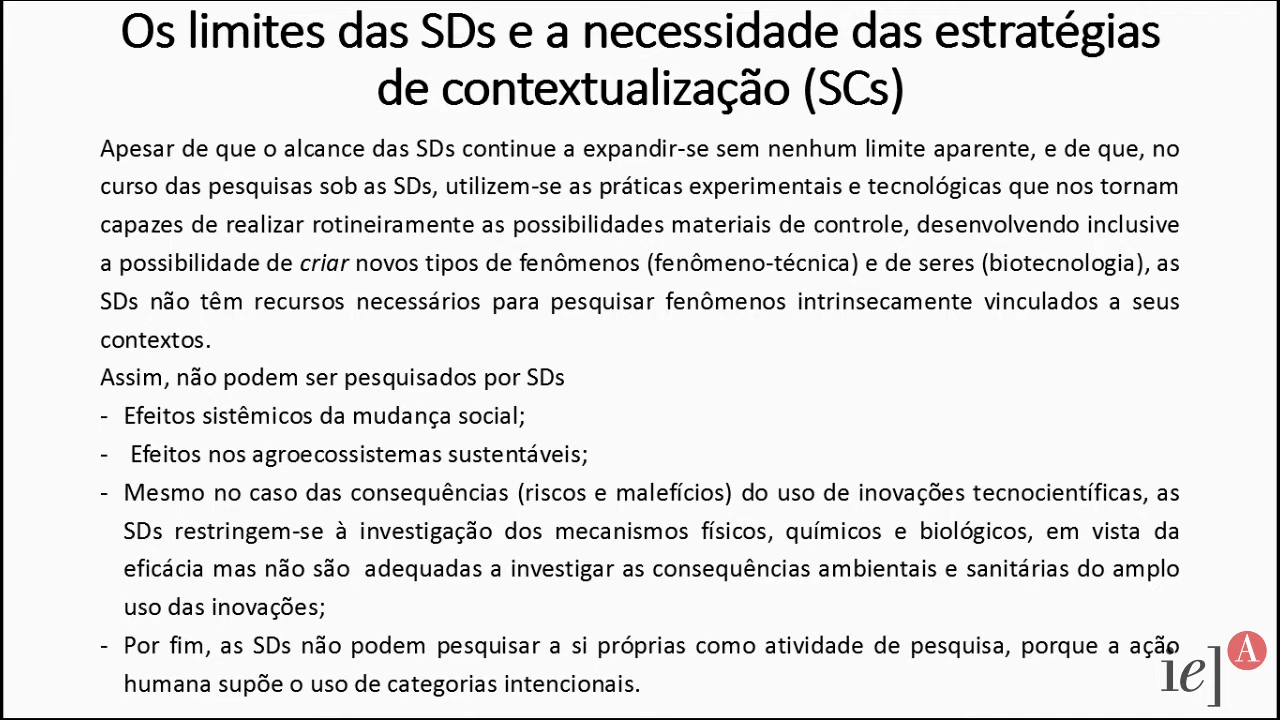 Os limites das SDs e a necessidade das estratégias
de contextualização (SCs)
Apesar de que o alcance das SDs continue a expandir-se sem nenhum limite aparente, e de que, no
curso das pesquisas sob as SDs, utilizem-se as práticas experimentais e tecnológicas que nos tornam
capazes de realizar rotineiramente as possibilidades materiais de controle, desenvolvendo inclusive
a possibilidade de criar novos tipos de fenômenos (fenômeno-técnica) e de seres (biotecnologia), as
SDs não têm recursos necessários para pesquisar fenômenos intrinsecamente vinculados a seus
contextos.
Assim, não podem ser pesquisados por SDs
- Efeitos sistêmicos da mudança social;
- Efeitos nos agroecossistemas sustentáveis;
- Mesmo no caso das consequências (riscos e malefícios) do uso de inovações tecnocientíficas, as
SDs restringem-se à investigação dos mecanismos físicos, químicos e biológicos, em vista da
eficácia mas não são adequadas a investigar as consequências ambientais e sanitárias do amplo
uso das inovações;
- Por fim, as SDs não podem pesquisar a si próprias como atividade de pesquisa, porque a ação
humana supõe o uso de categorias intencionais.
ie] A